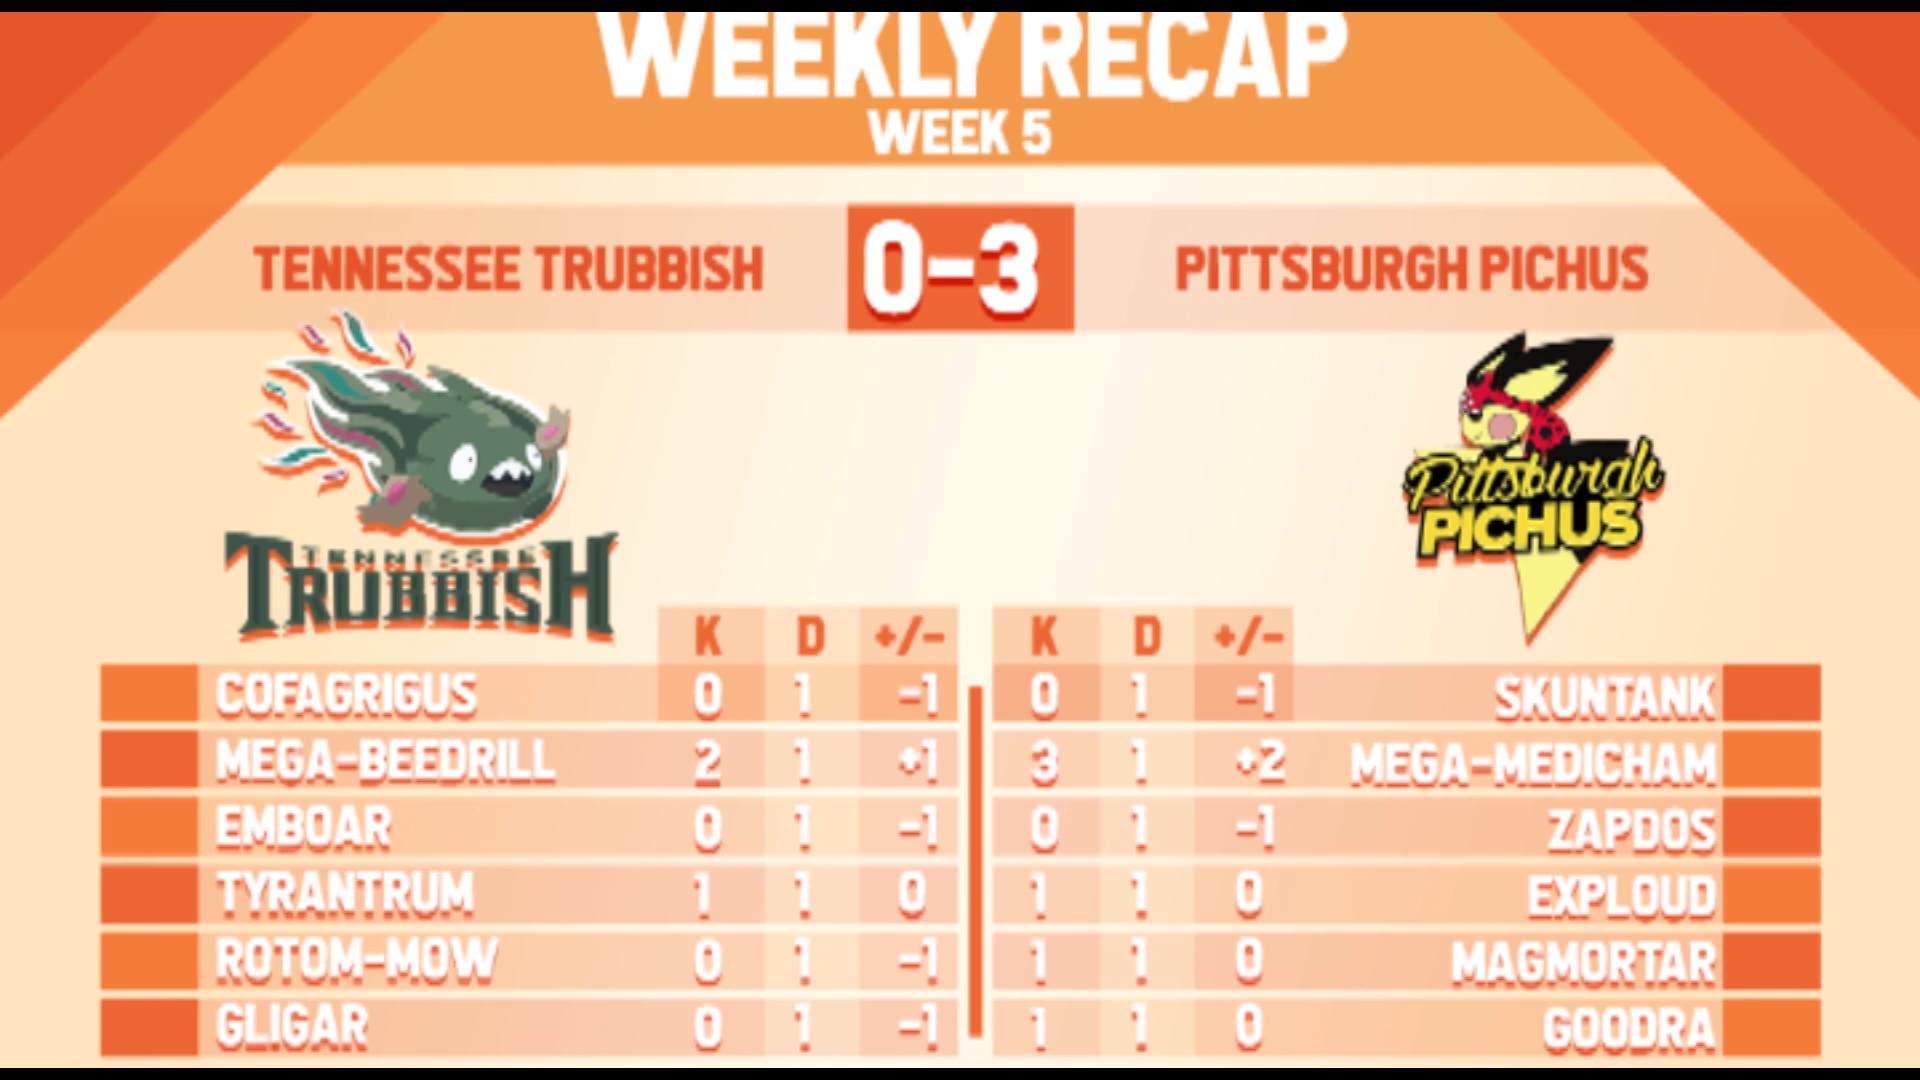 WEEKLY RECAP
WEEK 5
TENNESSEE TRUBBISH 0-3 PITTSBURGH PICHUS
TENNESSEE
TRUBBISH
Pittsburgh
PICHUS
K D +/- K D +/-
COFAGRIGUS 0 1 -1 0 1 -1 SKUNTANK
MEGA-BEEDRILL 2 1 +1 3 1 +2 MEGA-MEDICHAM
EMBOAR 0 1 -1 0 1 -1 ZAPDOS
TYRANTRUM 1 1 0 1 1 0 EXPLOUD
ROTOM-MOW 0 1 -1 1 1 0 MAGMORTAR
GLIGAR 0 1 -1 1 1 0 GOODRA